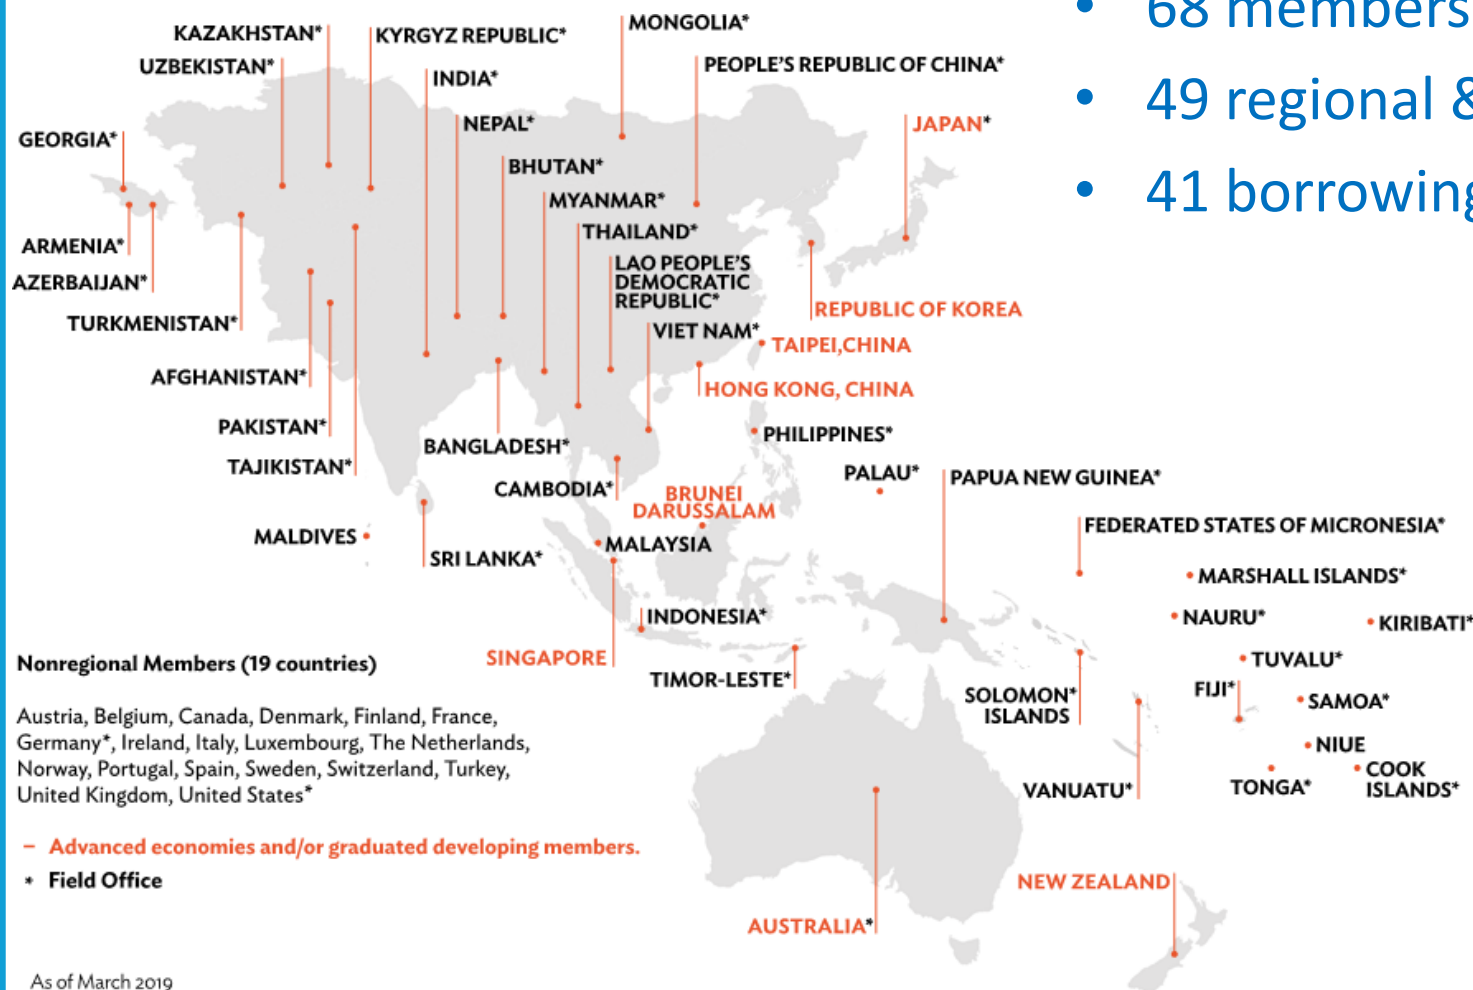 68 members
49 regional &
41 borrowing
KAZAKHSTAN*
KYRGYZ REPUBLIC*
MONGOLIA*
UZBEKISTAN*
INDIA*
PEOPLE'S REPUBLIC OF CHINA*
GEORGIA*
NEPAL*
JAPAN*
BHUTAN*
MYANMAR*
THAILAND*
ARMENIA*
LAO PEOPLE'S
DEMOCRATIC
REPUBLIC*
AZERBAIJAN*
REPUBLIC OF KOREA
TURKMENISTAN*
VIET NAM*
TAIPEI,CHINA
AFGHANISTAN*
HONG KONG, CHINA
PAKISTAN*
PHILIPPINES*
BANGLADESH*
TAJIKISTAN*
PALAU*
PAPUA NEW GUINEA*
CAMBODIA*
BRUNEI
DARUSSALAM
FEDERATED STATES OF MICRONESIA*
MALDIVES
MALAYSIA
SRI LANKA*
MARSHALL ISLANDS*
INDONESIA*
NAURU*
KIRIBATI*
SINGAPORE
TUVALU*
TIMOR-LESTE*
SOLOMON*
ISLANDS
FIJI*
SAMOA*
NIUE
VANUATU*
TONGA*
COOK
ISLANDS*
Nonregional Members (19 countries)
Austria, Belgium, Canada, Denmark, Finland, France,
Germany*, Ireland, Italy, Luxembourg, The Netherlands,
Norway, Portugal, Spain, Sweden, Switzerland, Turkey,
United Kingdom, United States*
– Advanced economies and/or graduated developing members.
* Field Office
NEW ZEALAND
AUSTRALIA*
As of March 2019